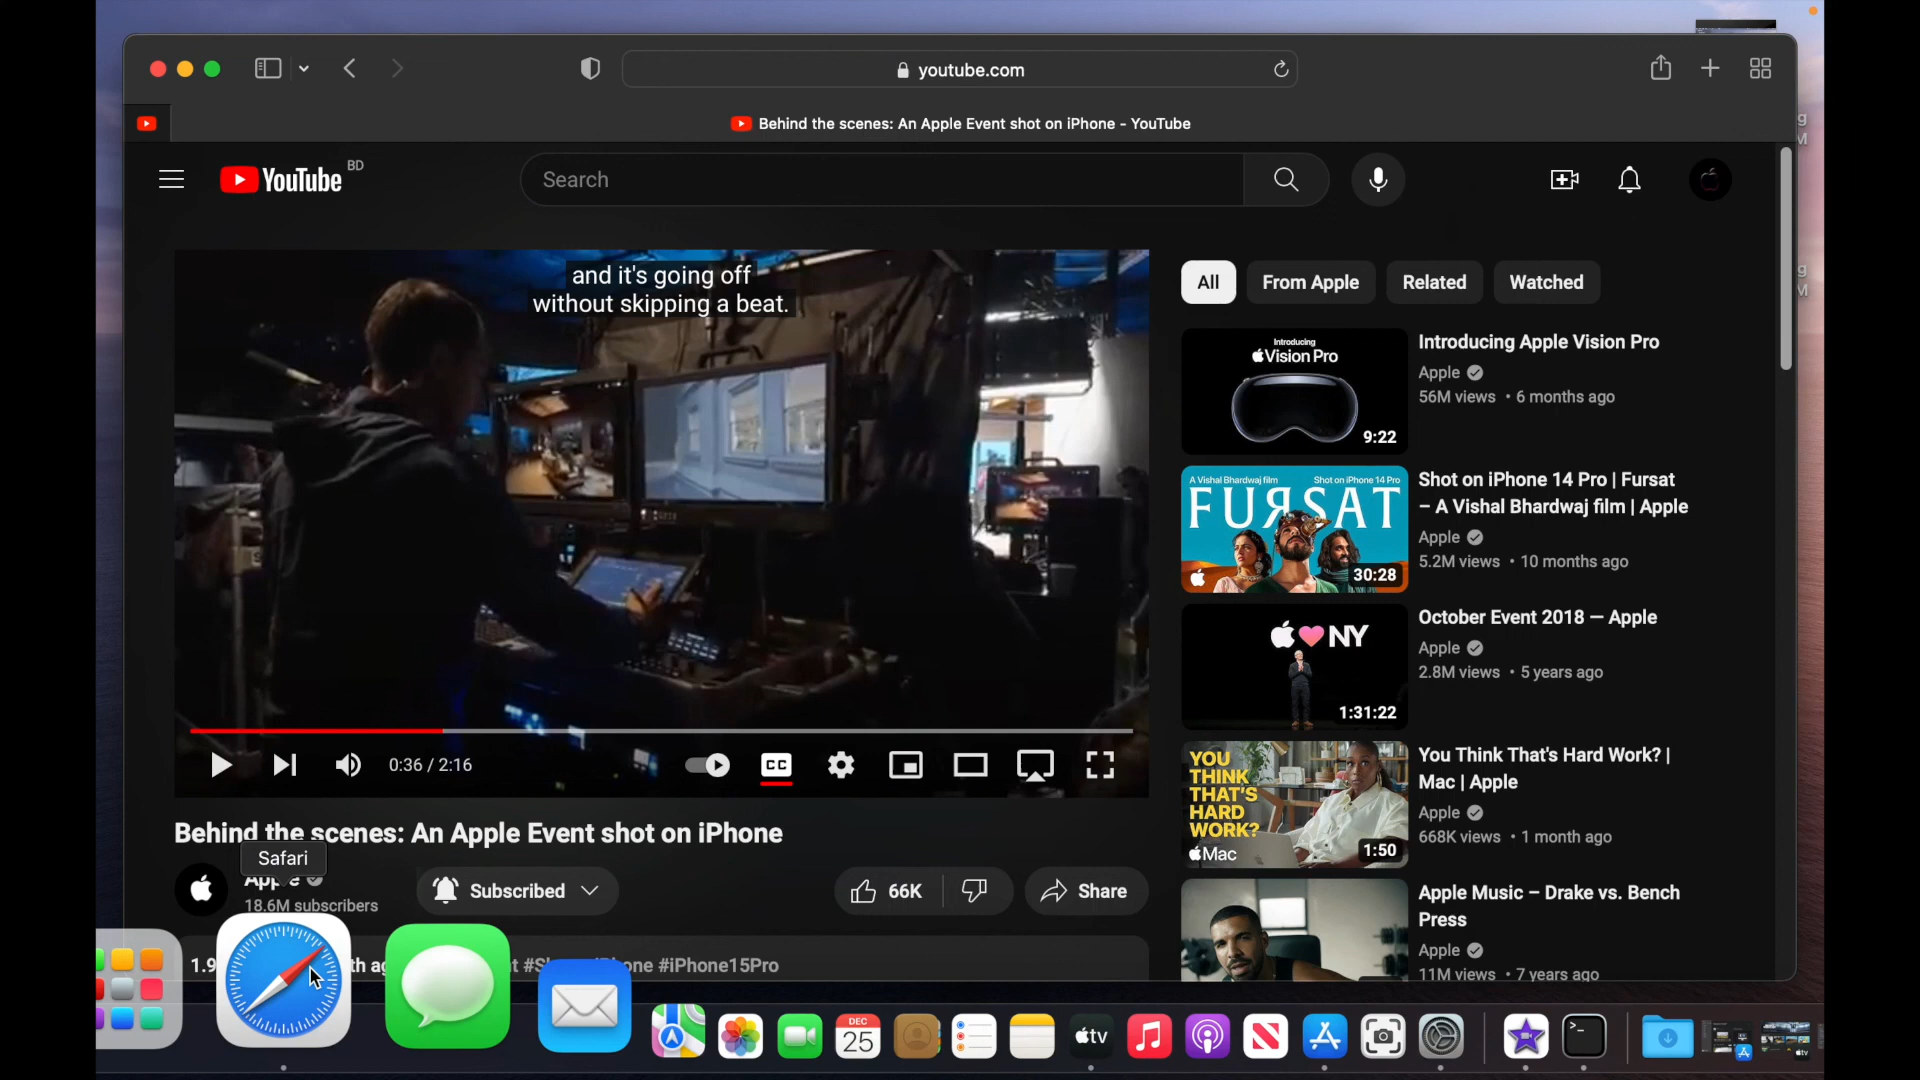 youtube.com
Behind the scenes: An Apple Event shot on iPhone - YouTube
YouTube BD
Search
and it's going off
without skipping a beat.
CC
0:36 / 2:16
Behind the scenes: An Apple Event shot on iPhone
Safari
Apple
18.6M subscribers
Subscribed
66K
Share
1.9
#iPhone15Pro
All
From Apple
Related
Watched
Introducing
Vision Pro
9:22
Introducing Apple Vision Pro
Apple
56M views • 6 months ago
A Vishal Bhardwaj film
Shot on iPhone 14 Pro
FURSAT
30:28
Shot on iPhone 14 Pro | Fursat
– A Vishal Bhardwaj film | Apple
Apple
5.2M views • 10 months ago
NY
1:31:22
October Event 2018 — Apple
Apple
2.8M views • 5 years ago
YOU
THINK
THAT'S
HARD
WORK?
Mac
1:50
You Think That's Hard Work? |
Mac | Apple
Apple
668K views • 1 month ago
Apple Music – Drake vs. Bench
Press
Apple
11M views • 7 years ago
DEC
25
tv